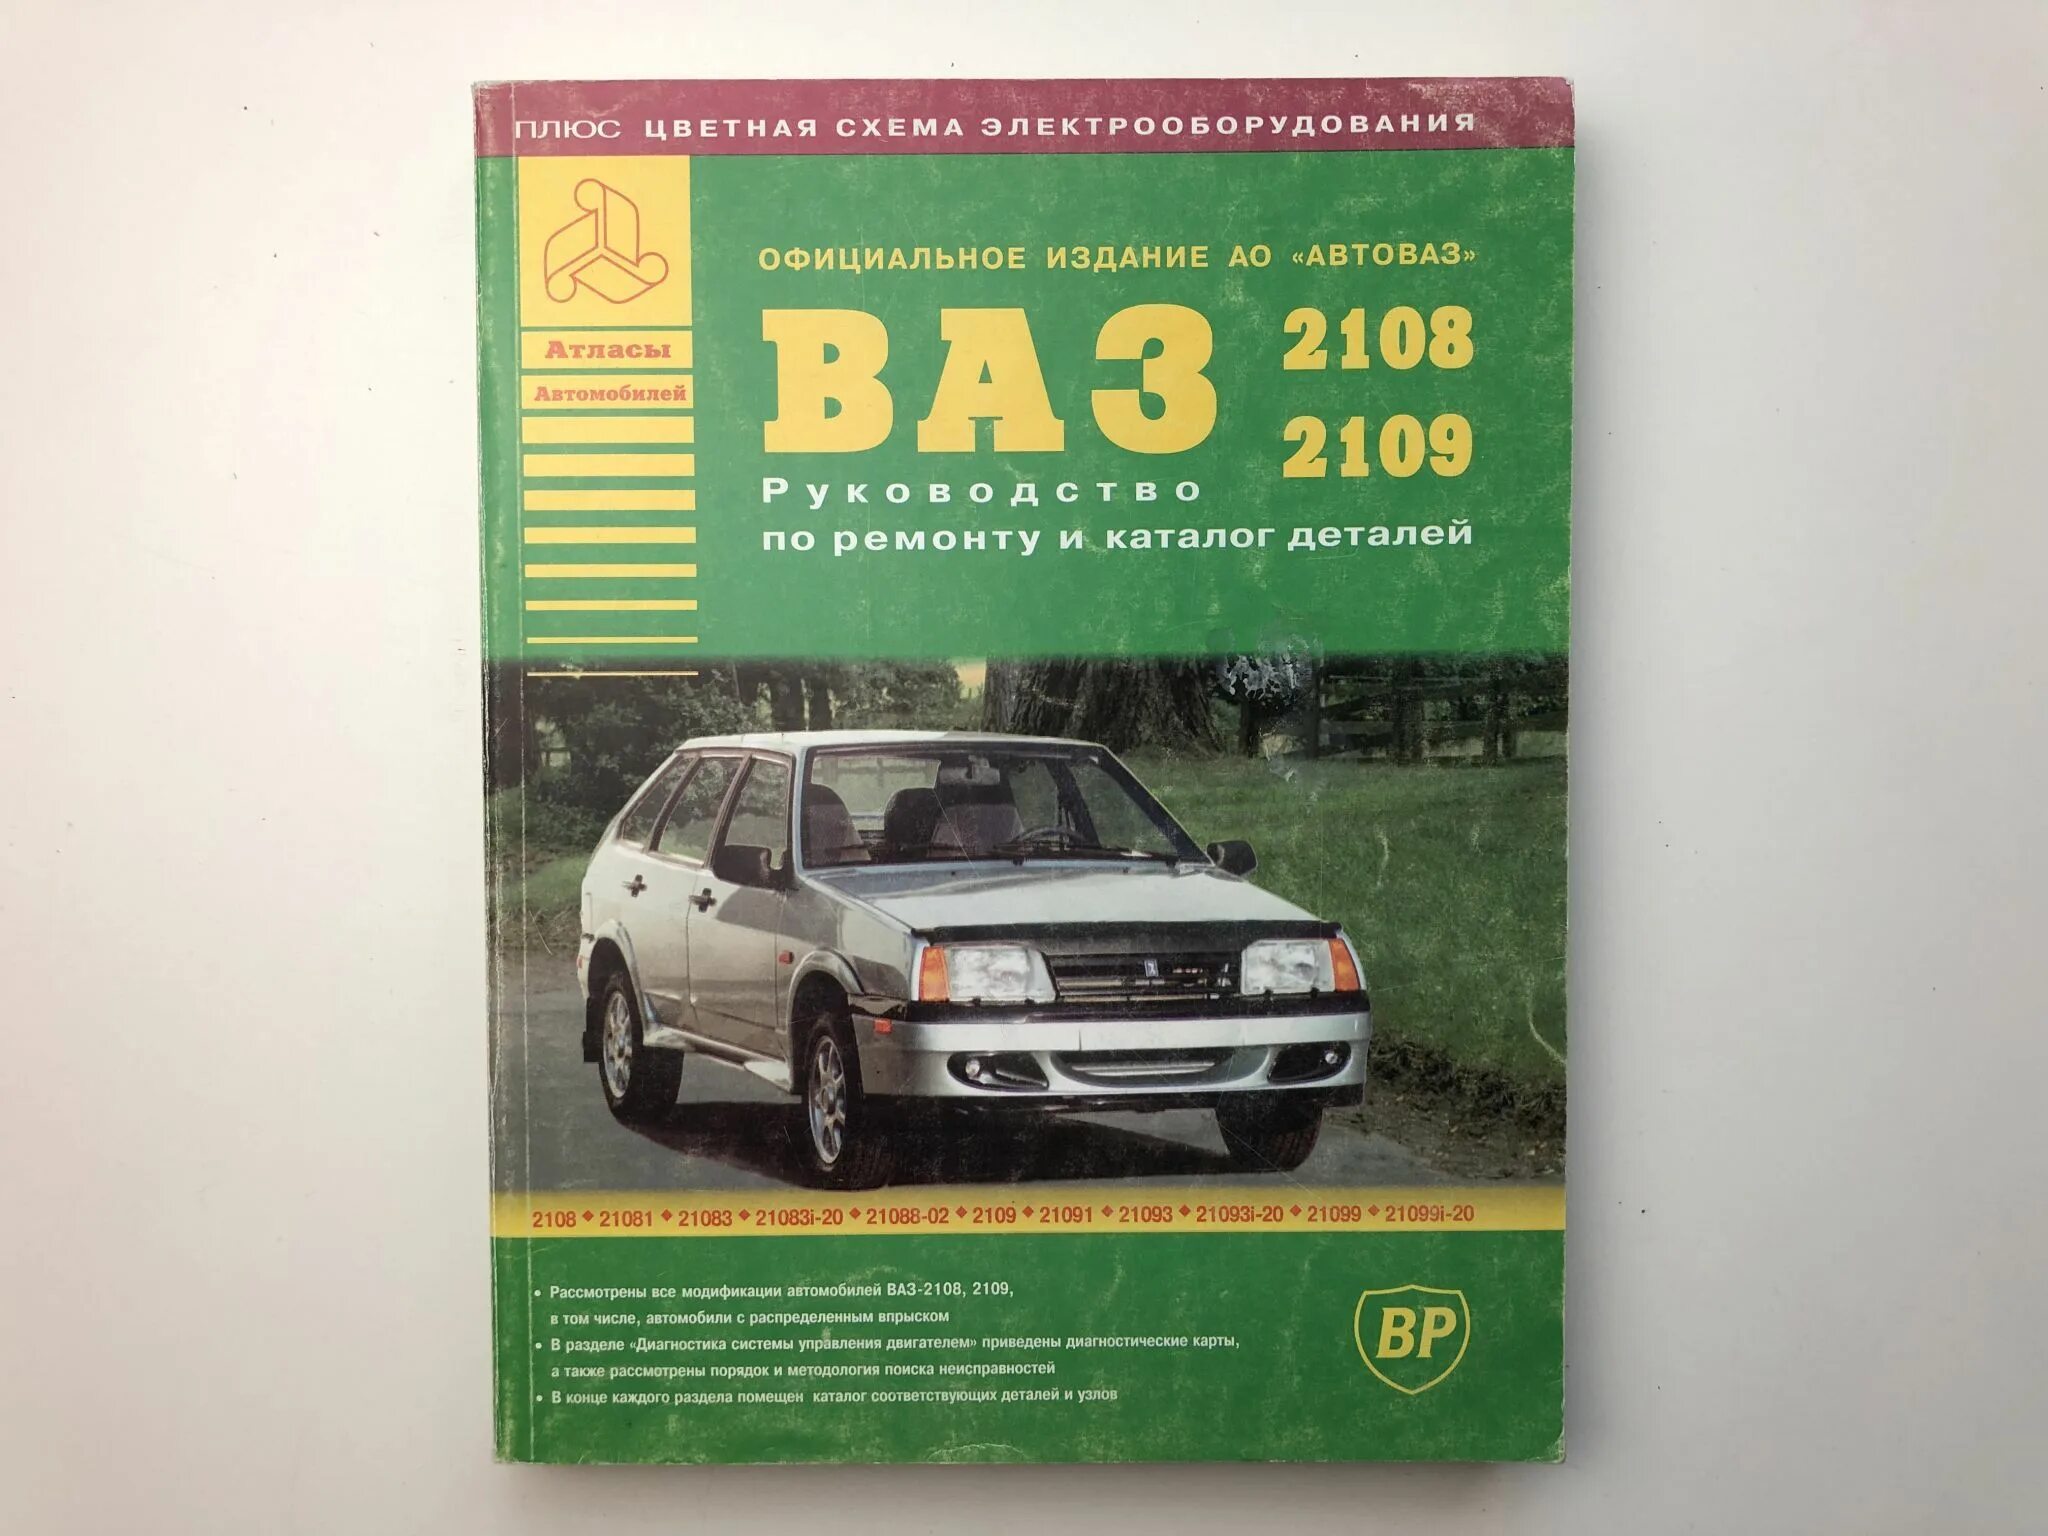 ПЛЮС ЦВЕТНАЯ СХЕМА ЭЛЕКТРООБОРУДОВАНИЯ
Атласы
Автомобилей
ОФИЦИАЛЬНОЕ ИЗДАНИЕ АО «АВТОВАЗ»
ВАЗ 2108
2109
Руководство
по ремонту и каталог деталей
2108 ◆ 21081 ◆ 21083 ◆ 21083i-20 ◆ 21088-02 ◆ 2109 ◆ 21091 ◆ 21093 ◆ 21093i-20 ◆ 21099 ◆ 21099i-20
• Рассмотрены все модификации автомобилей ВАЗ-2108, 2109,
в том числе, автомобили с распределенным впрыском
• В разделе «Диагностика системы управления двигателем» приведены диагностические карты,
а также рассмотрены порядок и методология поиска неисправностей
• В конце каждого раздела помещен каталог соответствующих деталей и узлов
BP